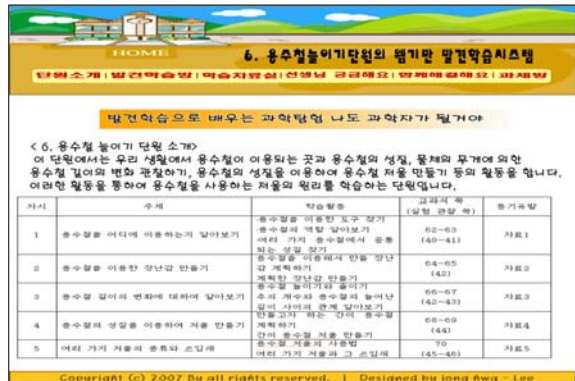 HOME
6. 용수철늘이기단원의 웹기반 발견학습시스템
단원소개|발견학습방|학습자료실|선생님 궁금해요|함께해결해요|과제방
발견학습으로 배우는 과학탐험 나도 과학자가 될거야
< 6. 용수철 늘이기 단원 소개>
이 단원에서는 우리 생활에서 용수철이 이용되는 곳과 용수철의 성질, 물체의 무게에 의한
용수철 길이의 변화 관찰하기, 용수철의 성질을 이용하여 용수철 저울 만들기 등의 활동을 합니다.
이러한 활동을 통하여 용수철을 사용하는 저울의 원리를 학습하는 단원입니다.
차시 주제 학습활동 교과서 쪽 (실험 관찰 쪽) 동기유발
1 용수철을 어디에 이용하는지 알아보기 용수철을 이용한 도구 찾기 62~63 자료1
용수철의 역할 알아보기 (40~41)
여러 가지 용수철에서 공통
되는 성질 찾기
2 용수철을 이용한 장난감 만들기 용수철을 이용해서 만들 장난 64~65 자료2
감 계획하기 (42)
계획한 장난감 만들기
3 용수철 길이의 변화에 대하여 알아보기 용수철 늘이기와 줄이기 66~67 자료3
추의 개수와 용수철의 늘어난 (42~43)
길이 사이의 관계 알아보기
4 용수철의 성질을 이용하여 저울 만들기 만들고자 하는 간이 용수철 68~69 자료4
계획하기 (44)
간이 용수철 저울 만들기
5 여러 가지 저울의 종류와 쓰임새 용수철 저울의 사용법 70 자료5
여러 가지 저울과 그 쓰임새 (45~46)
Copyright (c) 2007 By all rights reserved. | Designed by jong Hwa - Lee